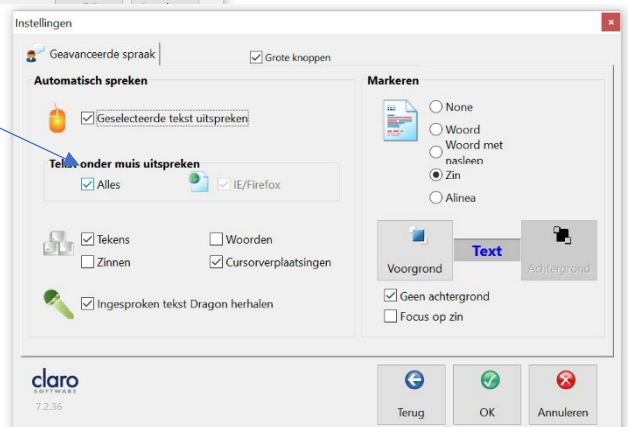 Instellingen
Geavanceerde spraak
Grote knoppen
Automatisch spreken
Geselecteerde tekst uitspreken
Tekst onder muis uitspreken
Alles
IE/Firefox
Tekens
Woorden
Zinnen
Cursorverplaatsingen
Ingesproken tekst Dragon herhalen
Markeren
None
Woord
Woord met
nasleep
Zin
Alinea
Voorgrond
Text
Achtergrond
Geen achtergrond
Focus op zin
claro
SOFTWARE
7.2.36
Terug
OK
Annuleren